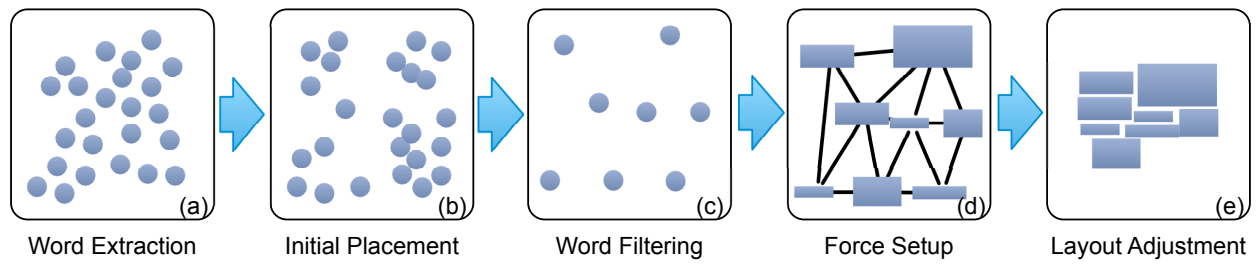 (a)
(b)
(c)
(d)
(e)
Word Extraction
Initial Placement
Word Filtering
Force Setup
Layout Adjustment